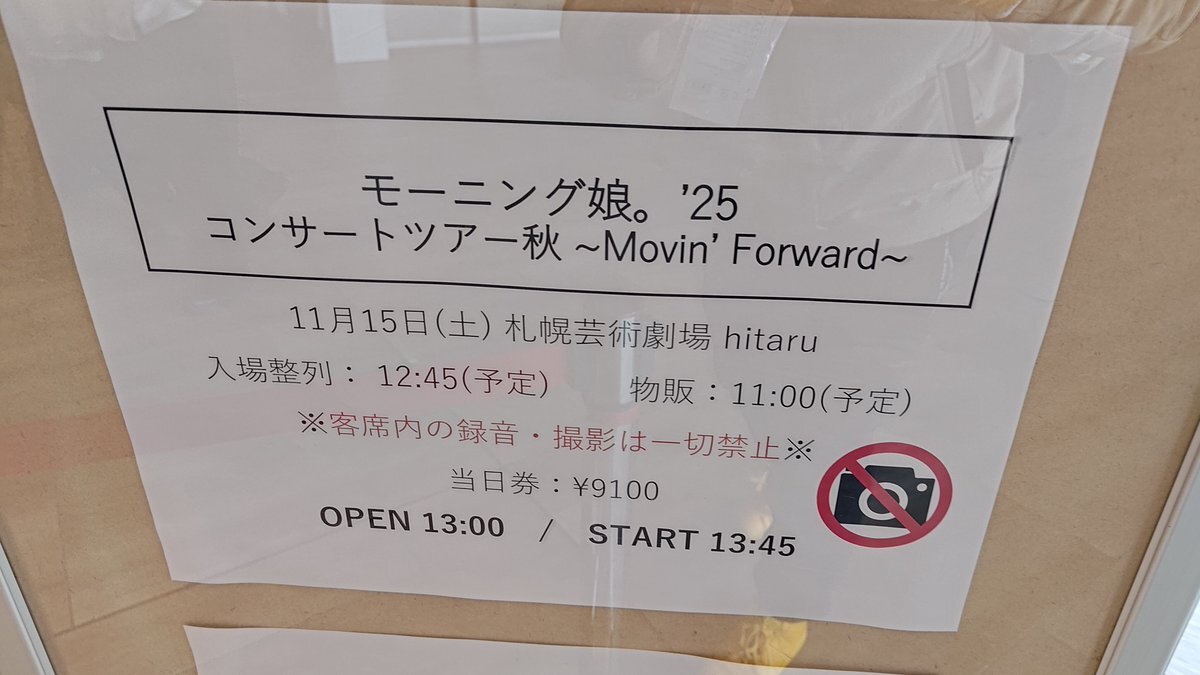 モーニング娘。’25
コンサートツアー秋 ~Movin’ Forward~
11月15日(土) 札幌芸術劇場 hitaru
入場整列： 12:45(予定) 物販：11:00(予定)
※客席内の録音・撮影は一切禁止※
当日券：¥9100
OPEN 13:00 / START 13:45